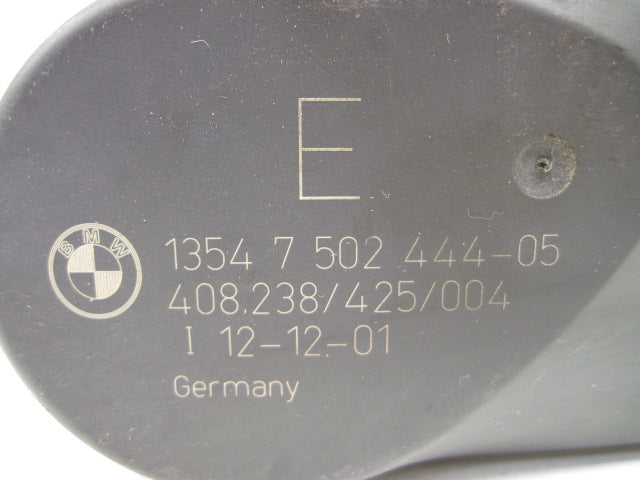 E
BMW
1354 7 502 444-05
408.238/425/004
I 12-12-01
Germany